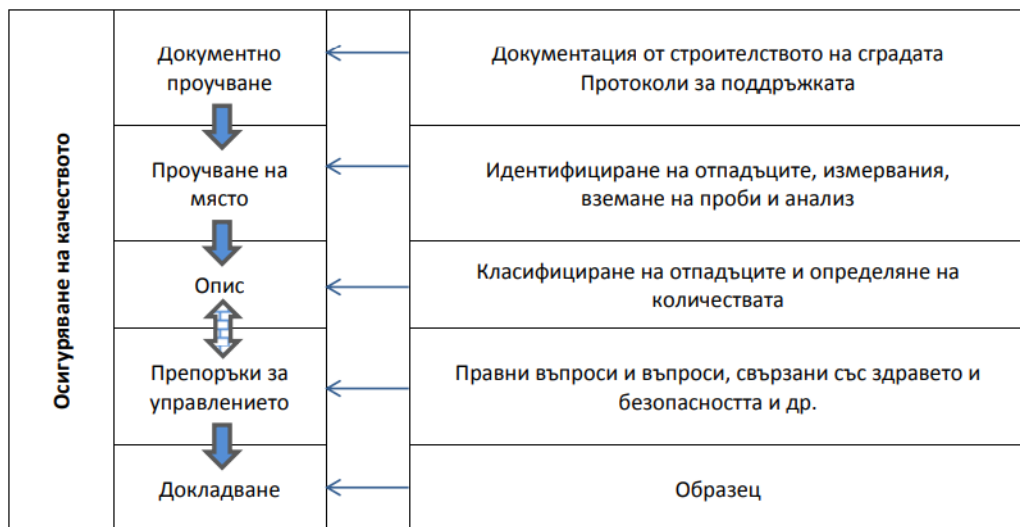 Осигуряване на качеството
Документно
проучване
Документация от строителството на сградата
Протоколи за поддръжката
Проучване на
място
Идентифициране на отпадъците, измервания,
вземане на проби и анализ
Опис
Класифициране на отпадъците и определяне на
количествата
Препоръки за
управлението
Правни въпроси и въпроси, свързани със здравето и
безопасността и др.
Докладване
Образец